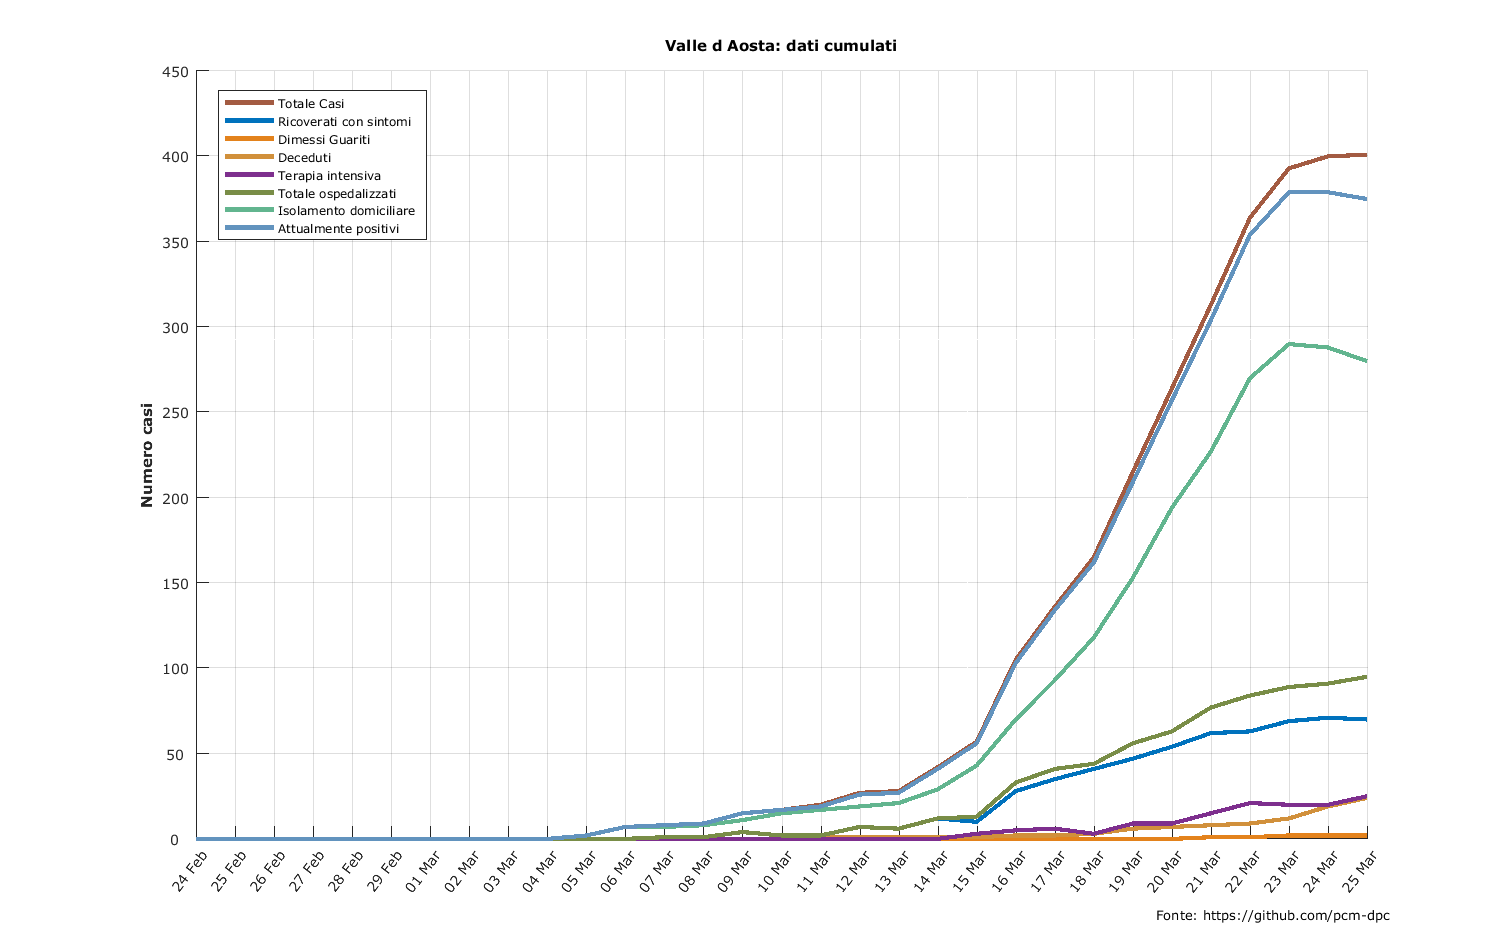 Valle d Aosta: dati cumulati
450
400
350
300
250
200
150
100
50
0
Numero casi
Totale Casi
Ricoverati con sintomi
Dimessi Guariti
Deceduti
Terapia intensiva
Totale ospedalizzati
Isolamento domiciliare
Attualmente positivi
24 Feb
25 Feb
26 Feb
27 Feb
28 Feb
29 Feb
01 Mar
02 Mar
03 Mar
04 Mar
05 Mar
06 Mar
07 Mar
08 Mar
09 Mar
10 Mar
11 Mar
12 Mar
13 Mar
14 Mar
15 Mar
16 Mar
17 Mar
18 Mar
19 Mar
20 Mar
21 Mar
22 Mar
23 Mar
24 Mar
25 Mar
Fonte: https://github.com/pcm-dpc